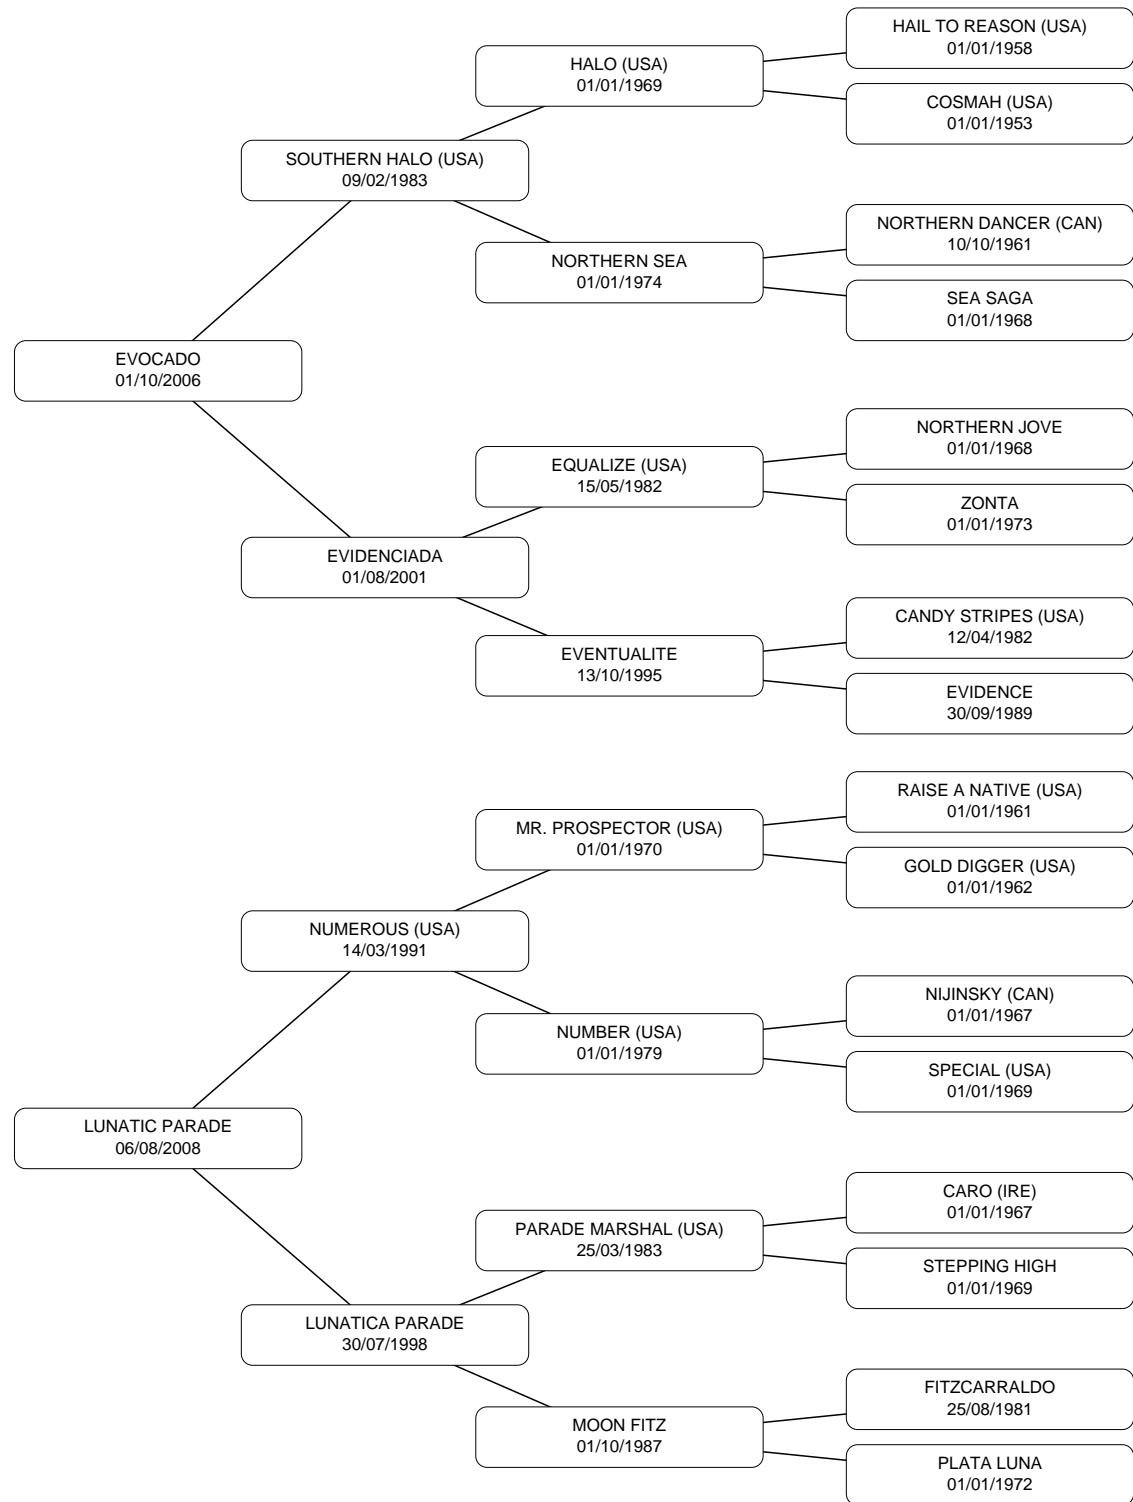 HAIL TO REASON (USA)
01/01/1958
HALO (USA)
01/01/1969
COSMAH (USA)
01/01/1953
SOUTHERN HALO (USA)
09/02/1983
NORTHERN DANCER (CAN)
10/10/1961
NORTHERN SEA
01/01/1974
SEA SAGA
01/01/1968
EVOCADO
01/10/2006
NORTHERN JOVE
01/01/1968
EQUALIZE (USA)
15/05/1982
ZONTA
01/01/1973
EVIDENCIADA
01/08/2001
CANDY STRIPES (USA)
12/04/1982
EVENTUALITE
13/10/1995
EVIDENCE
30/09/1989
RAISE A NATIVE (USA)
01/01/1961
MR. PROSPECTOR (USA)
01/01/1970
GOLD DIGGER (USA)
01/01/1962
NUMEROUS (USA)
14/03/1991
NIJINSKY (CAN)
01/01/1967
NUMBER (USA)
01/01/1979
SPECIAL (USA)
01/01/1969
LUNATIC PARADE
06/08/2008
CARO (IRE)
01/01/1967
PARADE MARSHAL (USA)
25/03/1983
STEPPING HIGH
01/01/1969
LUNATICA PARADE
30/07/1998
FITZCARRALDO
25/08/1981
MOON FITZ
01/10/1987
PLATA LUNA
01/01/1972